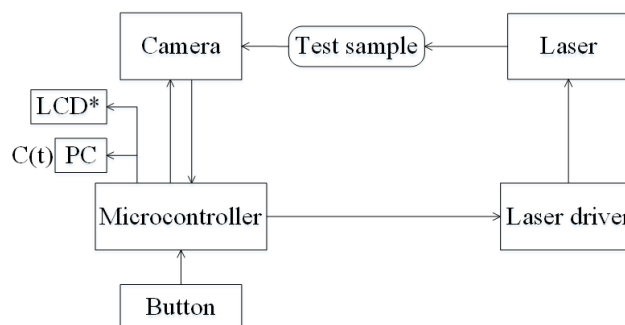 Camera
Test sample
Laser
LCD*
C(t) PC
Microcontroller
Laser driver
Button